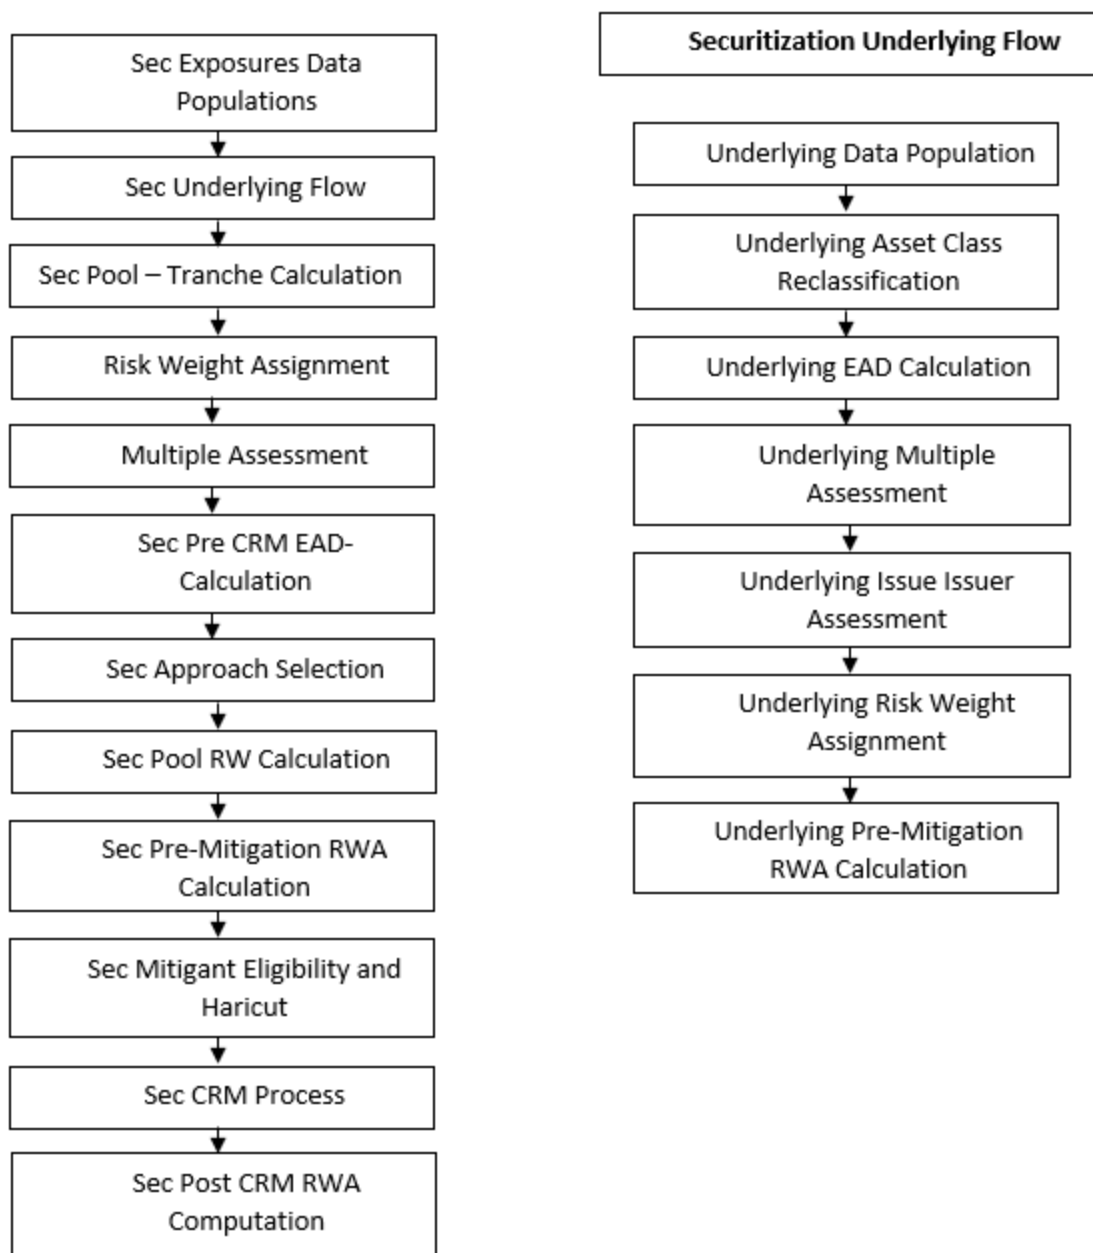 Sec Exposures Data
Populations
Sec Underlying Flow
Sec Pool – Tranche Calculation
Risk Weight Assignment
Multiple Assessment
Sec Pre CRM EAD-
Calculation
Sec Approach Selection
Sec Pool RW Calculation
Sec Pre-Mitigation RWA
Calculation
Sec Mitigant Eligibility and
Haricut
Sec CRM Process
Sec Post CRM RWA
Computation
Securitization Underlying Flow
Underlying Data Population
Underlying Asset Class
Reclassification
Underlying EAD Calculation
Underlying Multiple
Assessment
Underlying Issue Issuer
Assessment
Underlying Risk Weight
Assignment
Underlying Pre-Mitigation
RWA Calculation